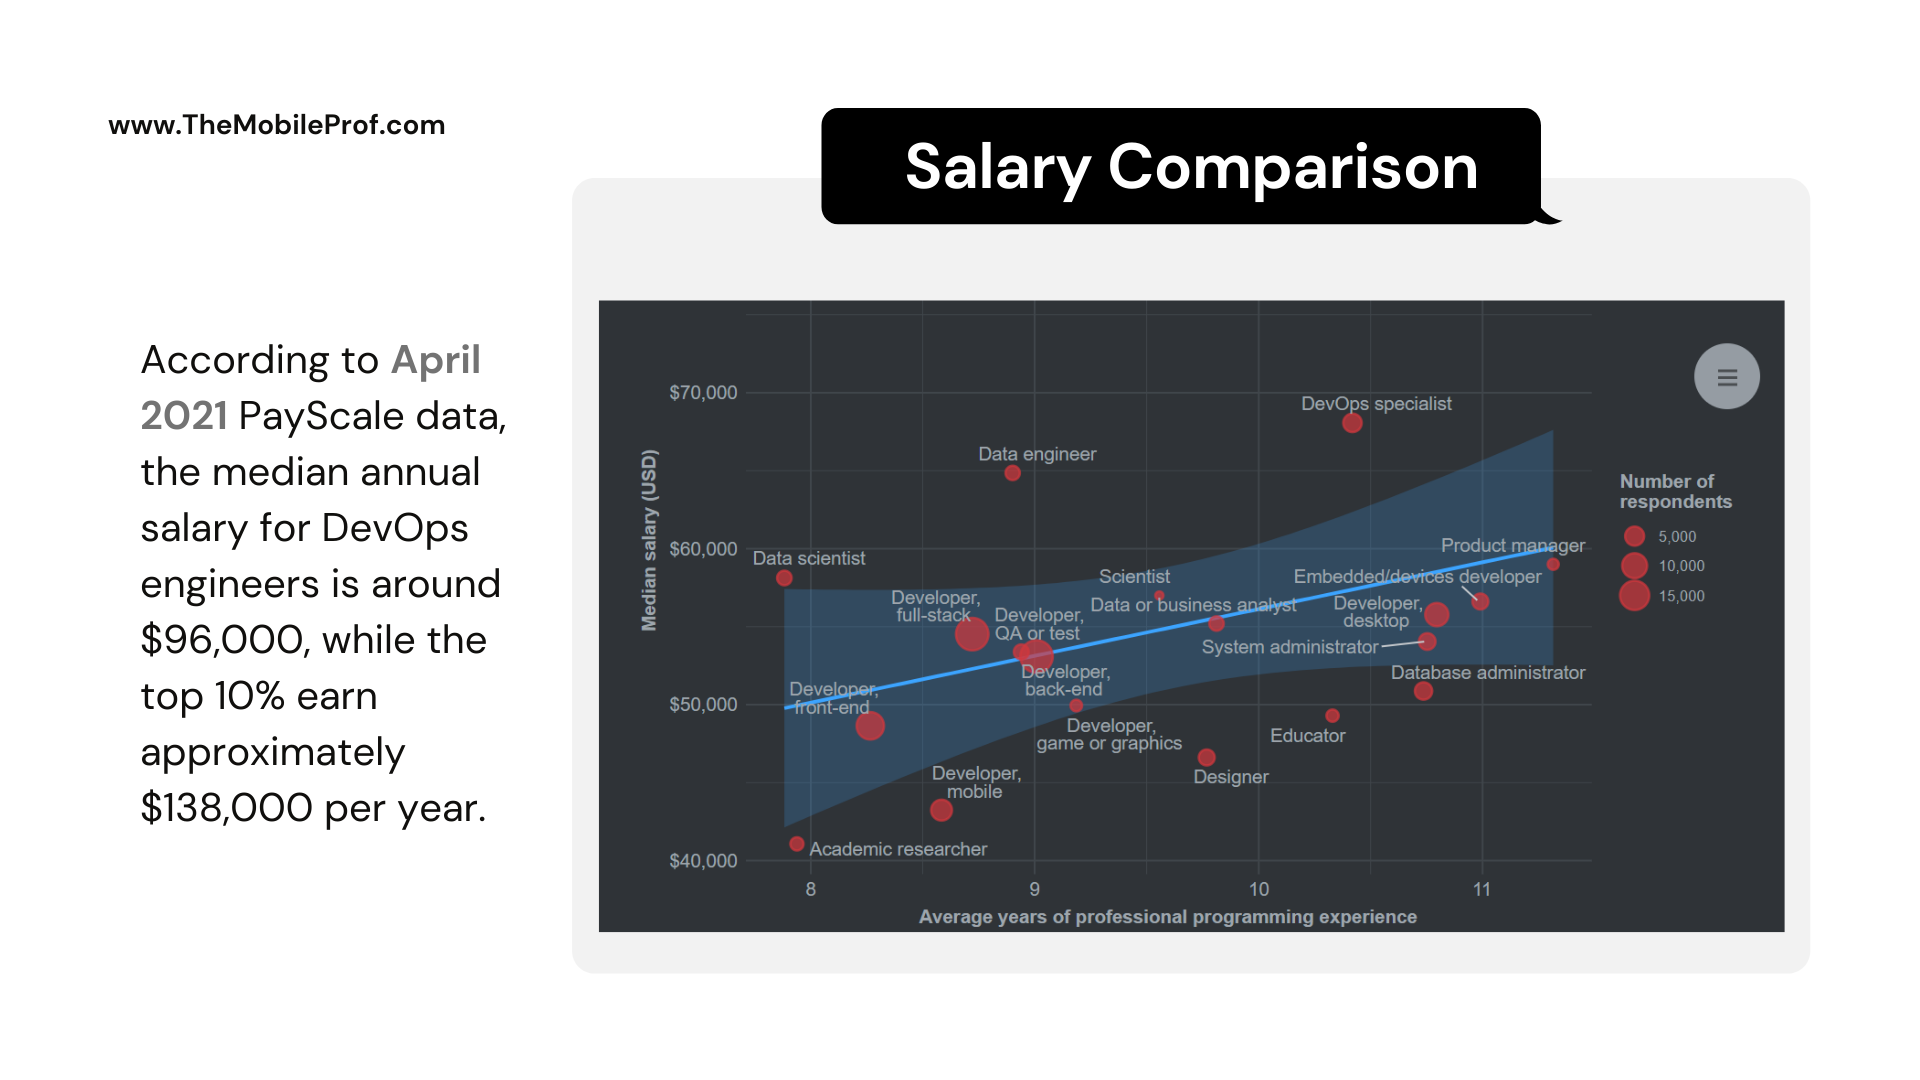 www.TheMobileProf.com
Salary Comparison
According to April
2021 PayScale data,
the median annual
salary for DevOps
engineers is around
$96,000, while the
top 10% earn
approximately
$138,000 per year.
Median salary (USD)
$70,000
$60,000
$50,000
$40,000
DevOps specialist
Data engineer
Data scientist
Product manager
Scientist
Embedded/devices developer
Developer,
full-stack
Data or business analyst
Developer,
desktop
Developer,
QA or test
System administrator
Developer,
back-end
Database administrator
Developer,
front-end
Developer,
game or graphics
Educator
Developer,
mobile
Designer
Academic researcher
8
9
10
11
Average years of professional programming experience
Number of
respondents
5,000
10,000
15,000